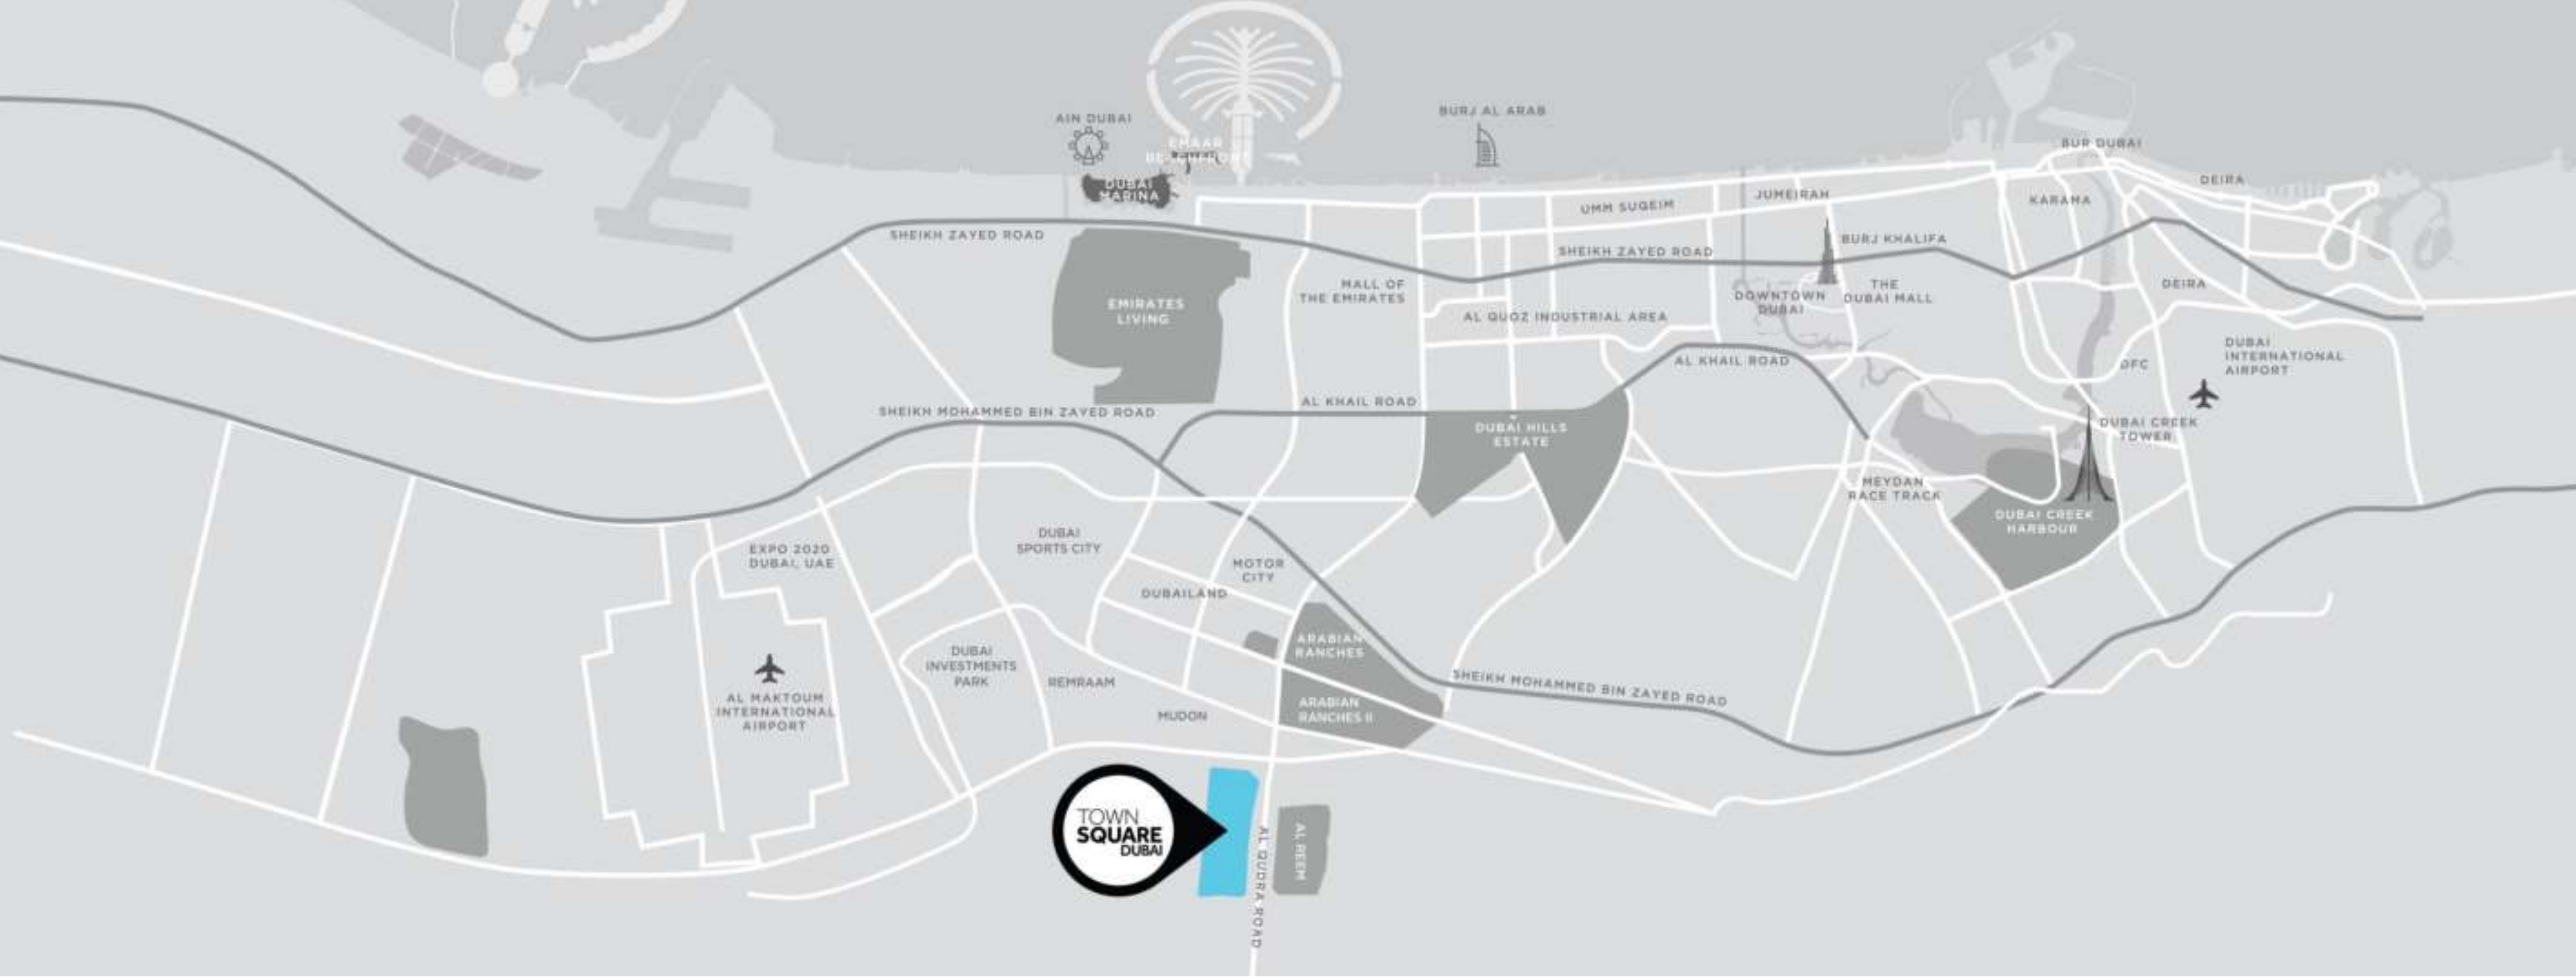 AIN DUBAI
EMAAR
BEACHFRONT
BURJ AL ARAB
DUBAI
MARINA
BUR DUBAI
DEIRA
KARAMA
JUMEIRAH
UMM SUQEIM
SHEIKH ZAYED ROAD
SHEIKH ZAYED ROAD
BURJ KHALIFA
EMIRATES
LIVING
MALL OF
THE EMIRATES
AL QUOZ INDUSTRIAL AREA
DOWNTOWN
DUBAI
THE
DUBAI MALL
DEIRA
DUBAI
INTERNATIONAL
AIRPORT
AL KHAIL ROAD
DFC
SHEIKH MOHAMMED BIN ZAYED ROAD
AL KHAIL ROAD
DUBAI HILLS
ESTATE
DUBAI CREEK
TOWER
MEYDAN
RACE TRACK
DUBAI CREEK
HARBOUR
EXPO 2020
DUBAI, UAE
DUBAI
SPORTS CITY
MOTOR
CITY
DUBAILAND
ARABIAN
RANCHES
DUBAI
INVESTMENTS
PARK
REMRAAM
MUDON
ARABIAN
RANCHES II
SHEIKH MOHAMMED BIN ZAYED ROAD
AL MAKTOUM
INTERNATIONAL
AIRPORT
TOWN
SQUARE
DUBAI
AL QUDRA ROAD
AL REEM